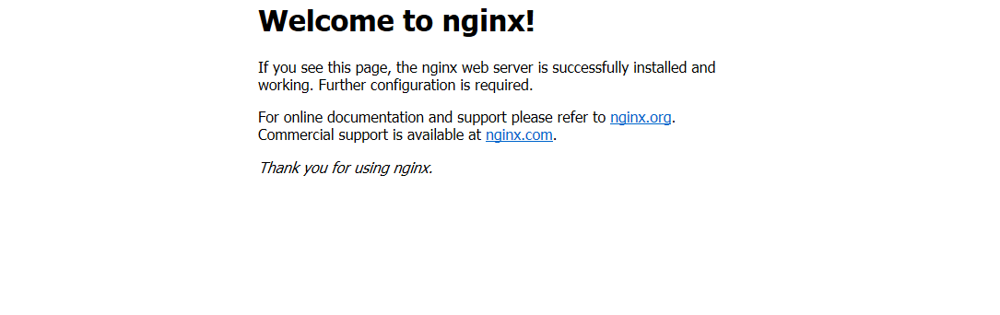 Welcome to nginx!
If you see this page, the nginx web server is successfully installed and
working. Further configuration is required.
For online documentation and support please refer to nginx.org.
Commercial support is available at nginx.com.
Thank you for using nginx.